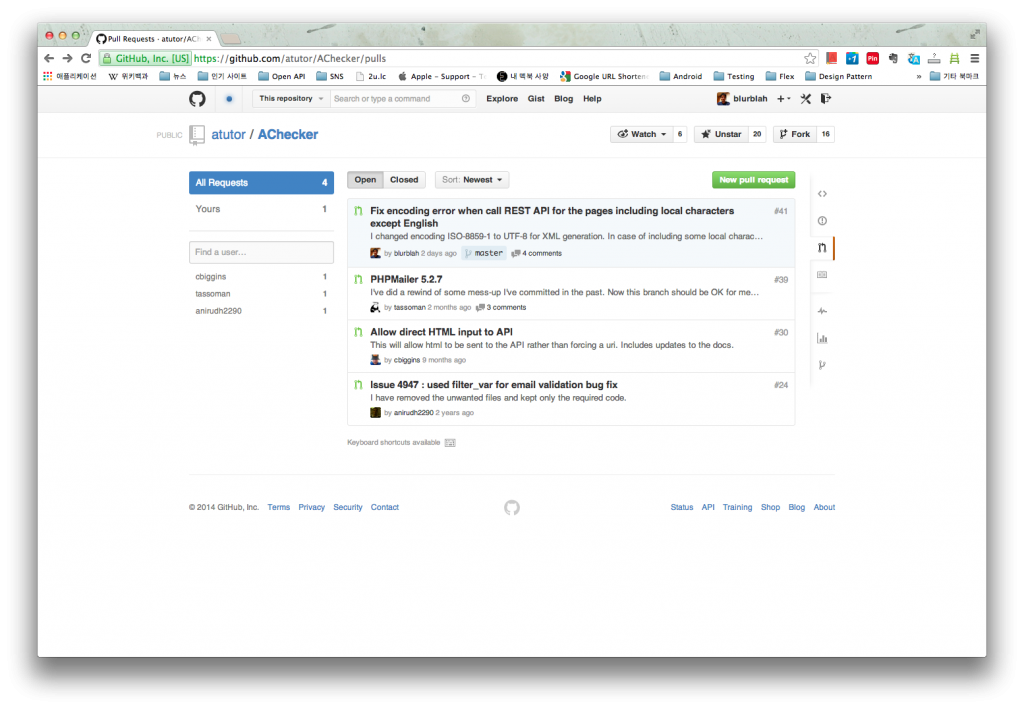 Pull Requests · atutor/ACh
GitHub, Inc. [US] https://github.com/atutor/AChecker/pulls
애플리케이션 위키백과 뉴스 인기 사이트 Open API SNS 2u.lc Apple – Support – 내 맥북 사양 Google URL Shortene Android Testing Flex Design Pattern » 기타 북마크
This repository Search or type a command Explore Gist Blog Help blurblah
PUBLIC atutor / AChecker Watch 6 Unstar 20 Fork 16
All Requests 4
Yours 1
Find a user...
cbiggins 1
tassoman 1
anirudh2290 1
Open Closed Sort: Newest New pull request
Fix encoding error when call REST API for the pages including local characters #41
except English
I changed encoding ISO-8859-1 to UTF-8 for XML generation. In case of including some local charac...
by blurblah 2 days ago master 4 comments
PHPMailer 5.2.7 #39
I've did a rewind of some mess-up I've committed in the past. Now this branch should be OK for me...
by tassoman 2 months ago 3 comments
Allow direct HTML input to API #30
This will allow html to be sent to the API rather than forcing a uri. Includes updates to the docs.
by cbiggins 9 months ago
Issue 4947 : used filter_var for email validation bug fix #24
I have removed the unwanted files and kept only the required code.
by anirudh2290 2 years ago
Keyboard shortcuts available
© 2014 GitHub, Inc. Terms Privacy Security Contact Status API Training Shop Blog About